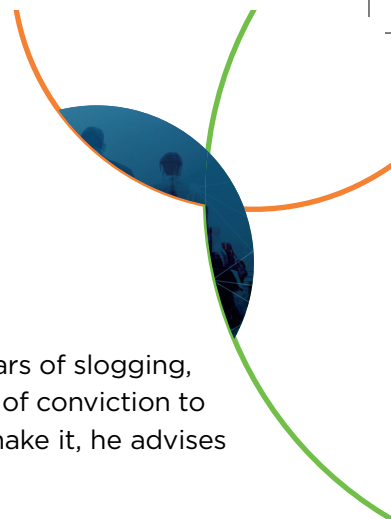 ars of slogging,
of conviction to
make it, he advises